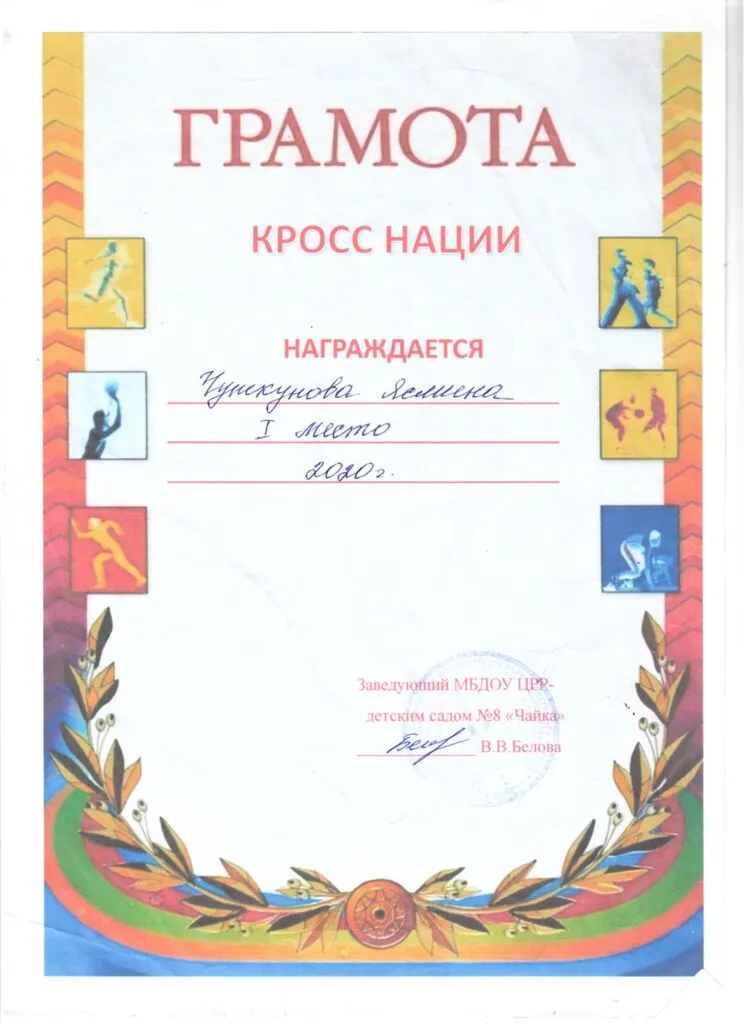 ГРАМОТА
КРОСС НАЦИИ
НАГРАЖДАЕТСЯ
Чушкунова Ясмина
I место
2020г.
Заведующий МБДОУ ЦРР-
детским садом №8 «Чайка»
В.В.Белова